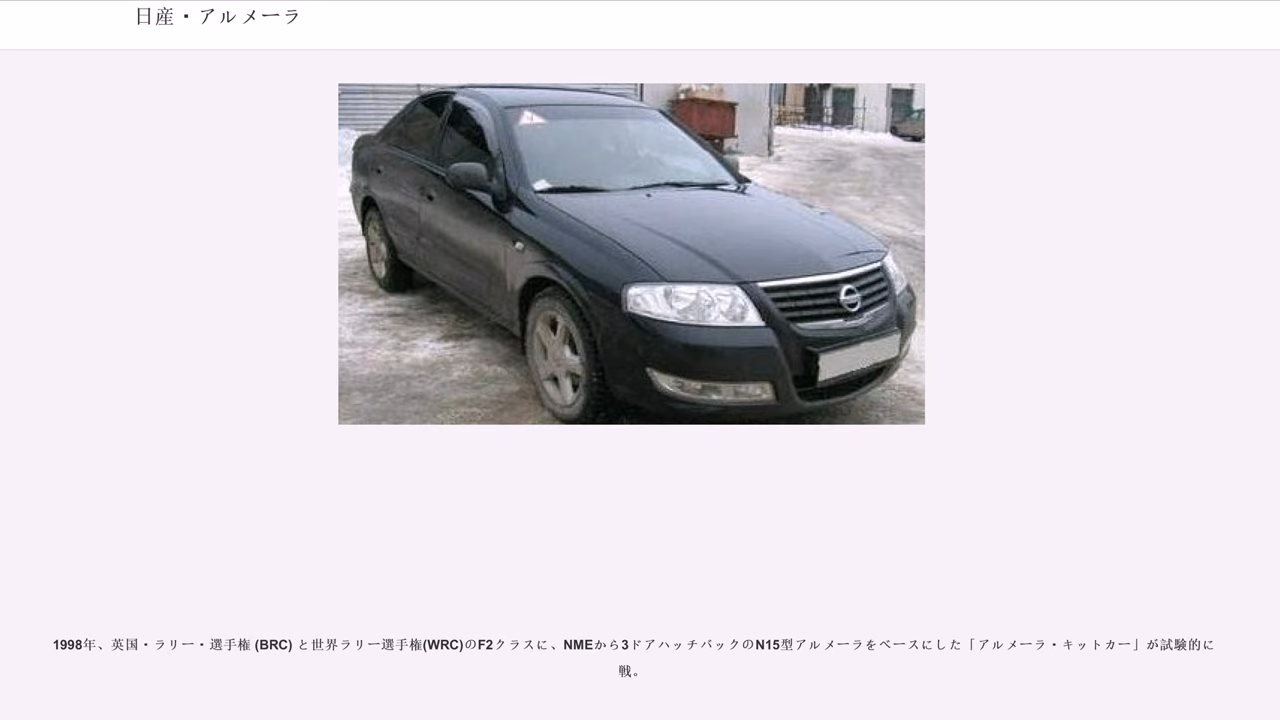 日産・アルメーラ
1998年、英国・ラリー・選手権 (BRC) と世界ラリー選手権(WRC)のF2クラスに、NMEから3ドアハッチバックのN15型アルメーラをベースにした「アルメーラ・キットカー」が試験的に
戦。